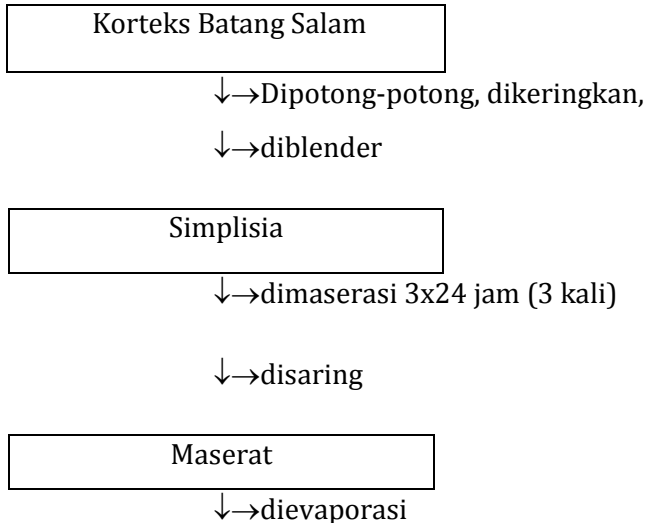 Korteks Batang Salam
↓→Dipotong-potong, dikeringkan,
↓→diblender
Simplisia
↓→dimaserasi 3x24 jam (3 kali)
↓→disaring
Maserat
↓→dievaporasi